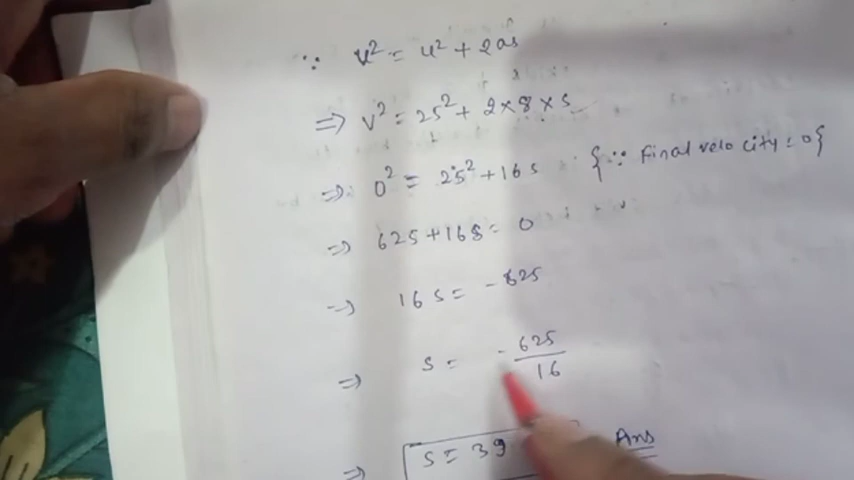 ∵ v² = u² + 2as
⇒ v² = 25² + 2×8×s
⇒ 0² = 25² + 16s {∵ Final velocity = 0}
⇒ 625 + 16s = 0
⇒ 16s = -625
⇒ s = -625/16
⇒ s = 39 Ans